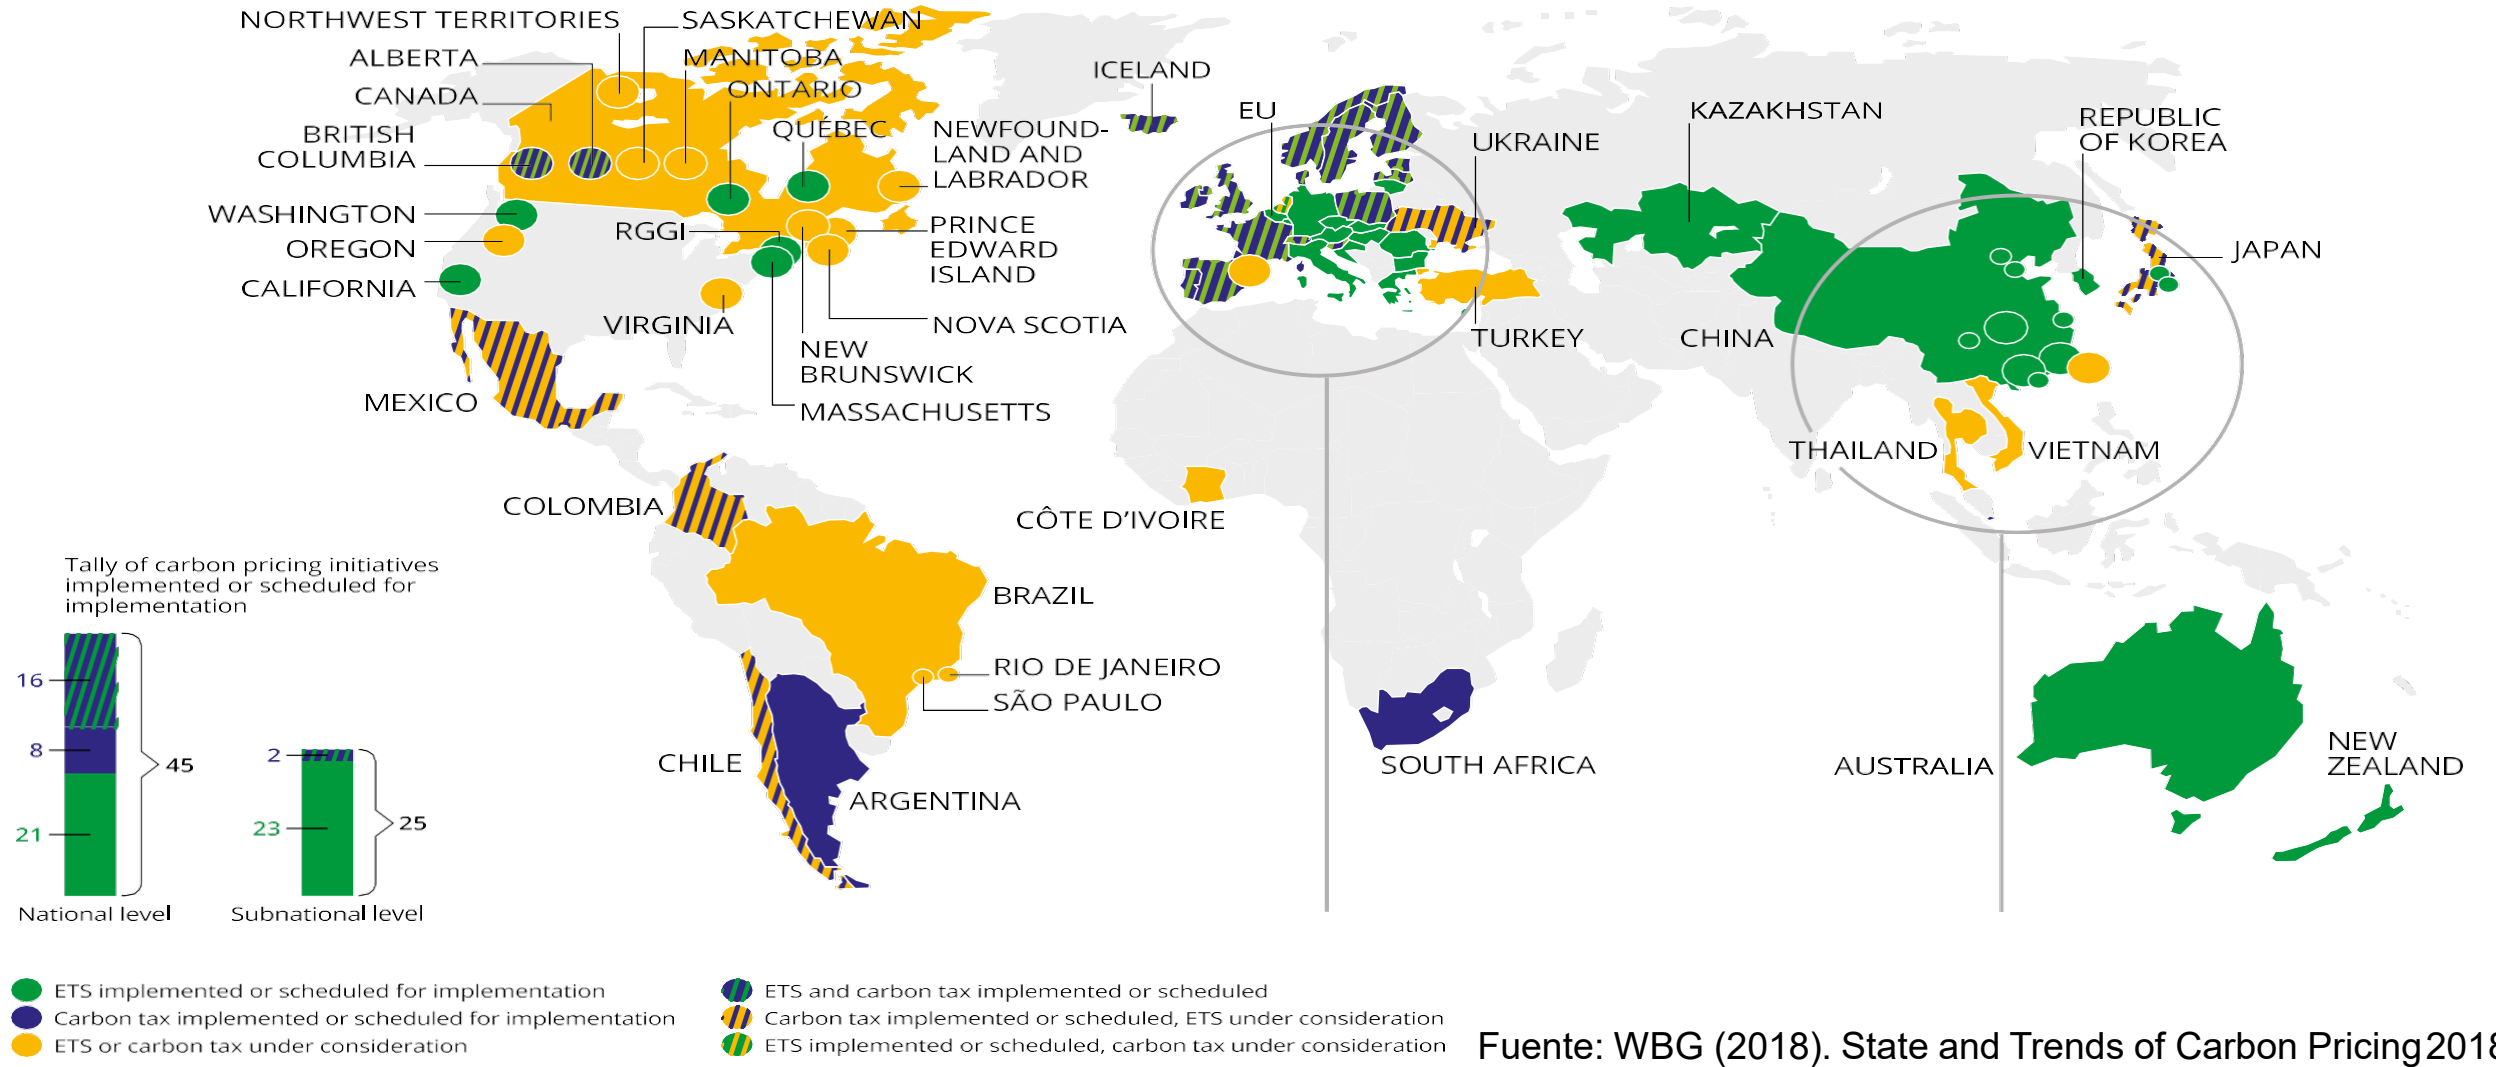 NORTHWEST TERRITORIES
SASKATCHEWAN
ALBERTA
MANITOBA
CANADA
ONTARIO
BRITISH
COLUMBIA
QUÉBEC
NEWFOUND-
LAND AND
LABRADOR
WASHINGTON
OREGON
RGGI
PRINCE
EDWARD
ISLAND
CALIFORNIA
VIRGINIA
NOVA SCOTIA
NEW
BRUNSWICK
MEXICO
MASSACHUSETTS
ICELAND
EU
UKRAINE
KAZAKHSTAN
REPUBLIC
OF KOREA
JAPAN
TURKEY
CHINA
THAILAND
VIETNAM
COLOMBIA
CÔTE D'IVOIRE
BRAZIL
RIO DE JANEIRO
SÃO PAULO
CHILE
ARGENTINA
SOUTH AFRICA
AUSTRALIA
NEW
ZEALAND
Tally of carbon pricing initiatives
implemented or scheduled for
implementation
16
8
45
21
2
23
25
National level
Subnational level
ETS implemented or scheduled for implementation
Carbon tax implemented or scheduled for implementation
ETS or carbon tax under consideration
ETS and carbon tax implemented or scheduled
Carbon tax implemented or scheduled, ETS under consideration
ETS implemented or scheduled, carbon tax under consideration
Fuente: WBG (2018). State and Trends of Carbon Pricing 2018